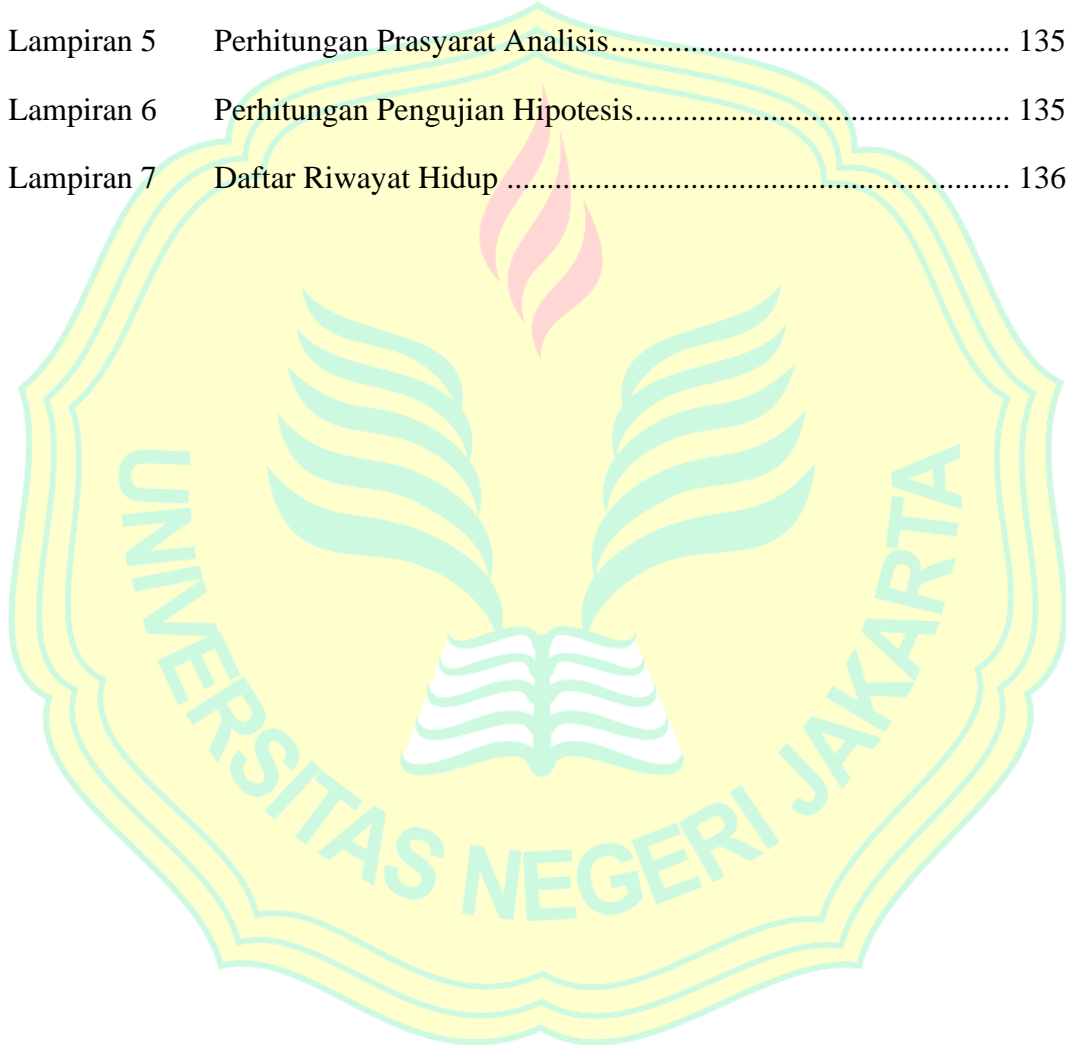 Lampiran 5 Perhitungan Prasyarat Analisis................................................. 135
Lampiran 6 Perhitungan Pengujian Hipotesis.............................................. 135
Lampiran 7 Daftar Riwayat Hidup .............................................................. 136
UNIVERSITAS NEGERI JAKARTA